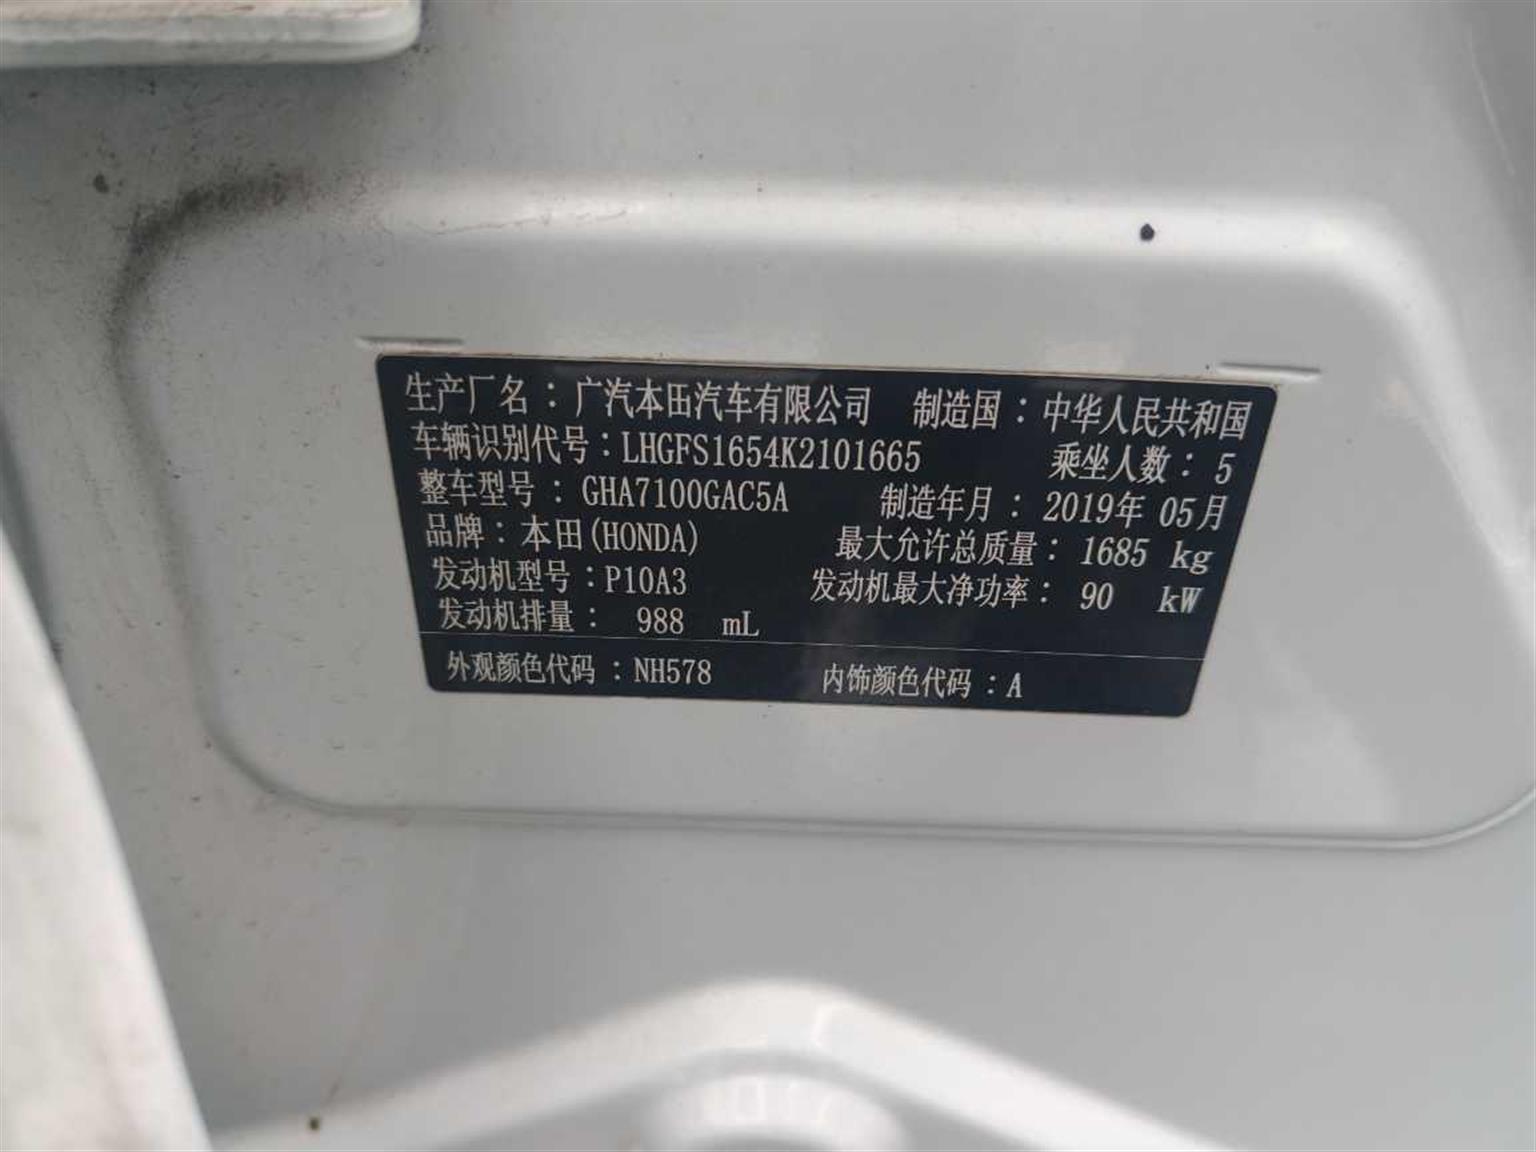 生产厂名：广汽本田汽车有限公司 制造国：中华人民共和国
车辆识别代号：LHGFS1654K2101665 乘坐人数：5
整车型号：GHA7100GAC5A 制造年月：2019年 05月
品牌：本田(HONDA) 最大允许总质量：1685 kg
发动机型号：P10A3 发动机最大净功率：90 kW
发动机排量：988 mL
外观颜色代码：NH578 内饰颜色代码：A